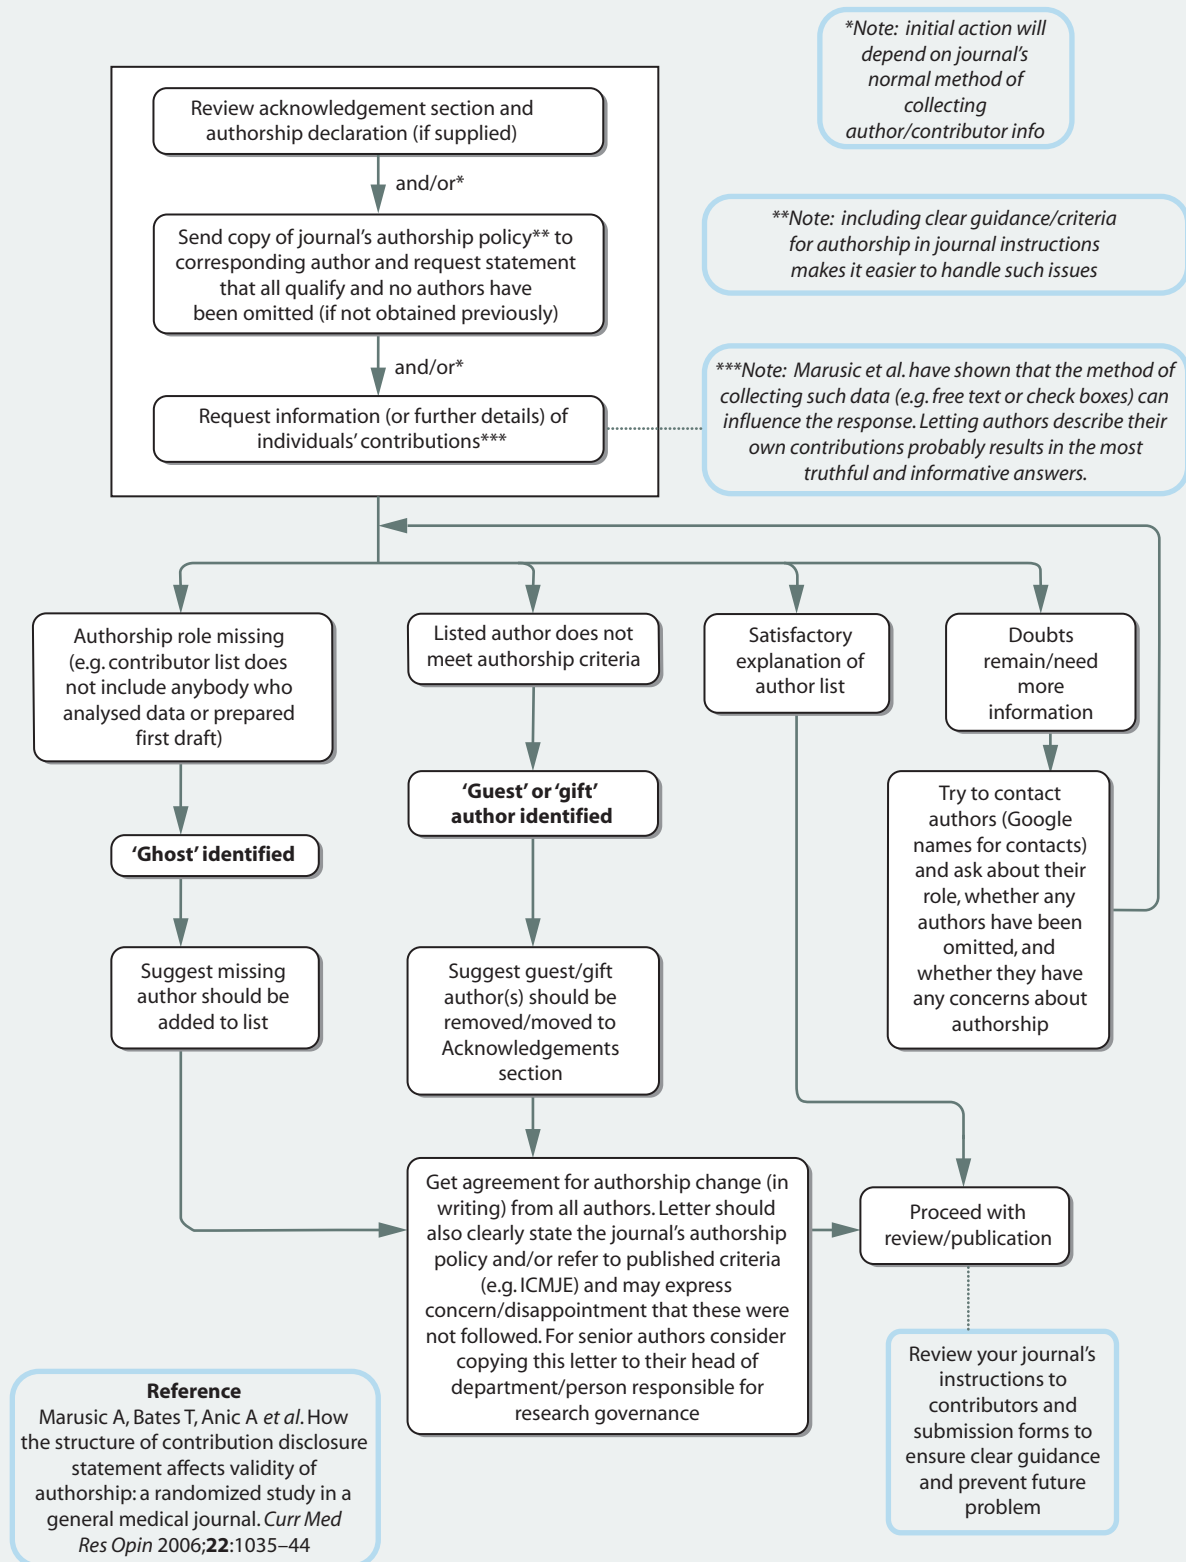 *Note: initial action will
depend on journal's
normal method of
collecting
author/contributor info
Review acknowledgement section and
authorship declaration (if supplied)
and/or*
**Note: including clear guidance/criteria
for authorship in journal instructions
makes it easier to handle such issues
Send copy of journal's authorship policy** to
corresponding author and request statement
that all qualify and no authors have
been omitted (if not obtained previously)
and/or*
***Note: Marusic et al. have shown that the method of
collecting such data (e.g. free text or check boxes) can
influence the response. Letting authors describe their
own contributions probably results in the most
truthful and informative answers.
Request information (or further details) of
individuals' contributions***
Authorship role missing
(e.g. contributor list does
not include anybody who
analysed data or prepared
first draft)
Listed author does not
meet authorship criteria
Satisfactory
explanation of
author list
Doubts
remain/need
more
information
'Ghost' identified
'Guest' or 'gift'
author identified
Try to contact
authors (Google
names for contacts)
and ask about their
role, whether any
authors have been
omitted, and
whether they have
any concerns about
authorship
Suggest missing
author should be
added to list
Suggest guest/gift
author(s) should be
removed/moved to
Acknowledgements
section
Get agreement for authorship change (in
writing) from all authors. Letter should
also clearly state the journal's authorship
policy and/or refer to published criteria
(e.g. ICMJE) and may express
concern/disappointment that these were
not followed. For senior authors consider
copying this letter to their head of
department/person responsible for
research governance
Proceed with
review/publication
Review your journal's
instructions to
contributors and
submission forms to
ensure clear guidance
and prevent future
problem
Reference
Marusic A, Bates T, Anic A et al. How
the structure of contribution disclosure
statement affects validity of
authorship: a randomized study in a
general medical journal. Curr Med
Res Opin 2006;22:1035–44